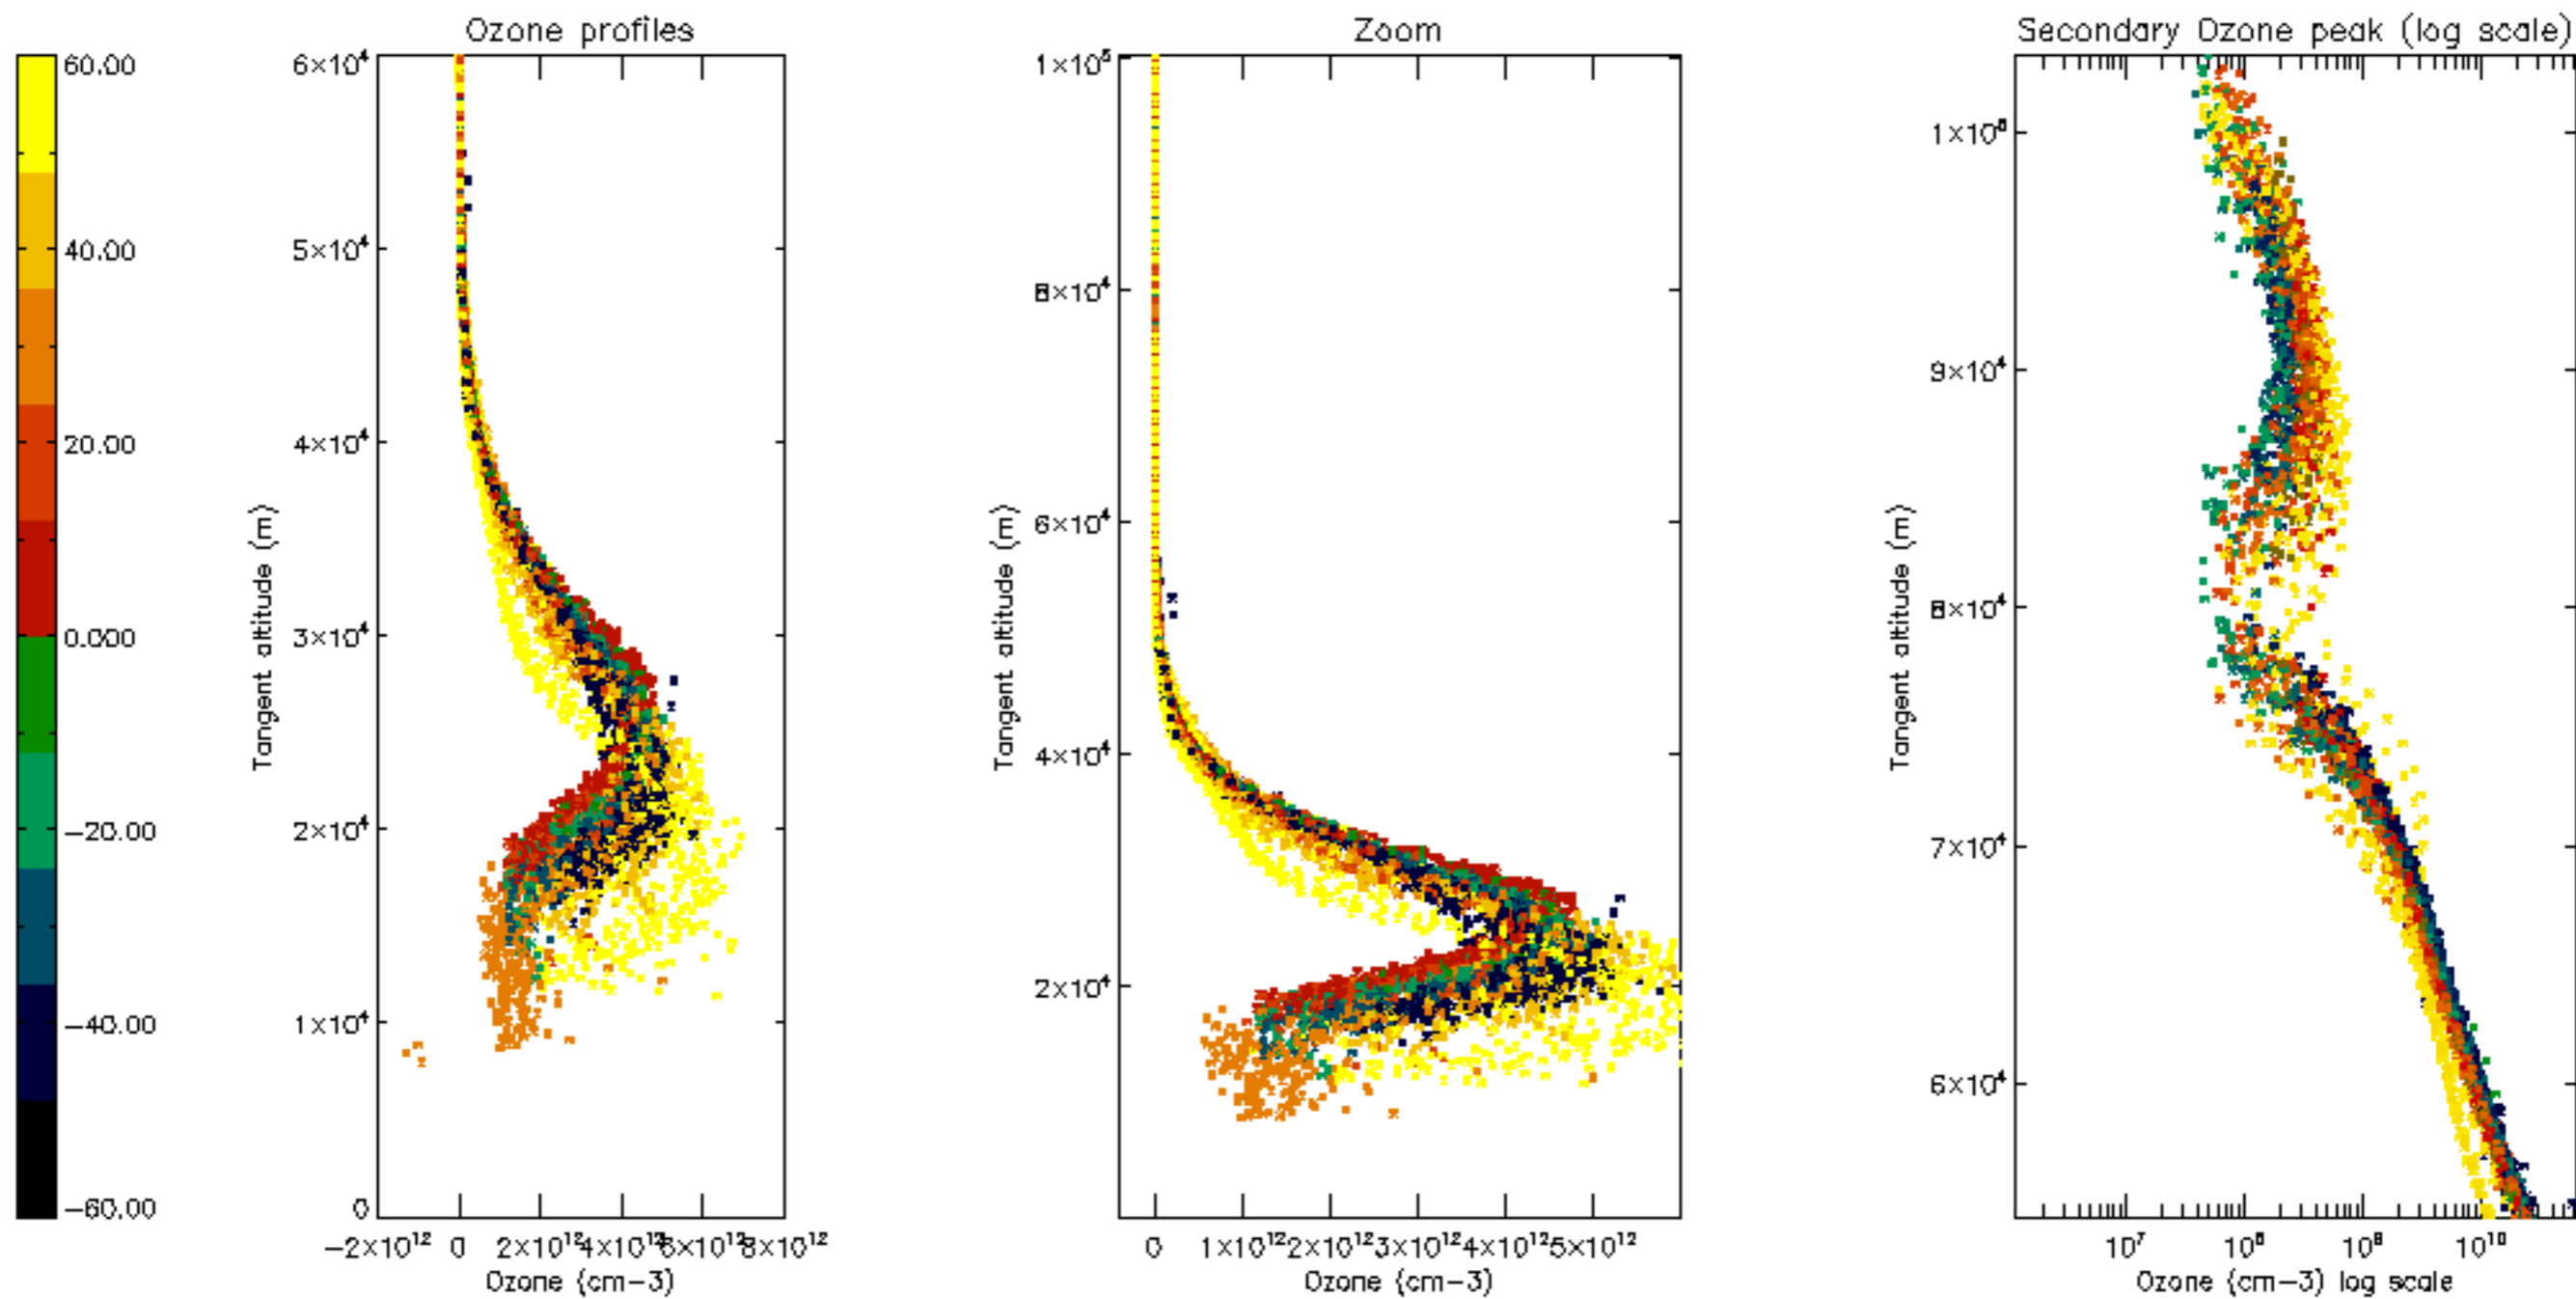 Ozone profiles
Zoom
Secondary Ozone peak (log scale)
60.00
40.00
20.00
0.000
-20.00
-40.00
-60.00
6×10⁴
5×10⁴
4×10⁴
3×10⁴
2×10⁴
1×10⁴
0
Tangent altitude (m)
-2×10¹² 0 2×10¹² 4×10¹² 6×10¹² 8×10¹²
Ozone (cm-3)
1×10⁵
8×10⁴
6×10⁴
4×10⁴
2×10⁴
Tangent altitude (m)
0 1×10¹² 2×10¹² 3×10¹² 4×10¹² 5×10¹²
Ozone (cm-3)
1×10⁵
9×10⁴
8×10⁴
7×10⁴
6×10⁴
Tangent altitude (m)
10⁷ 10⁸ 10⁹ 10¹⁰
Ozone (cm-3) log scale